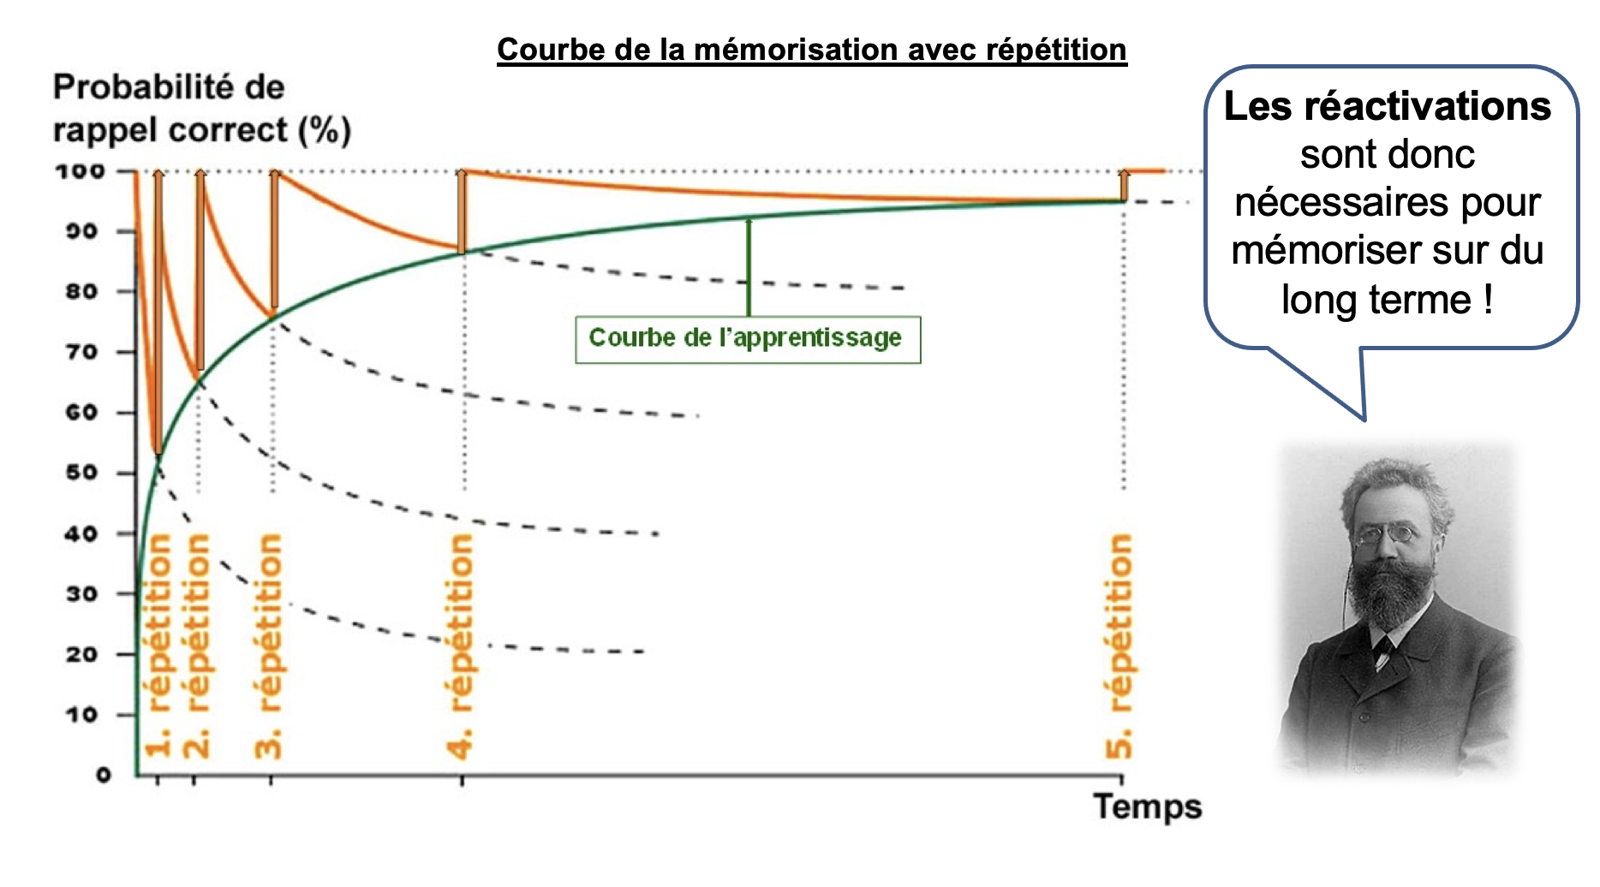 Courbe de la mémorisation avec répétition
Probabilité de
rappel correct (%)
100
90
80
70
60
50
40
30
20
10
0
Courbe de l'apprentissage
1. répétition
2. répétition
3. répétition
4. répétition
5. répétition
Temps
Les réactivations
sont donc
nécessaires pour
mémoriser sur du
long terme !